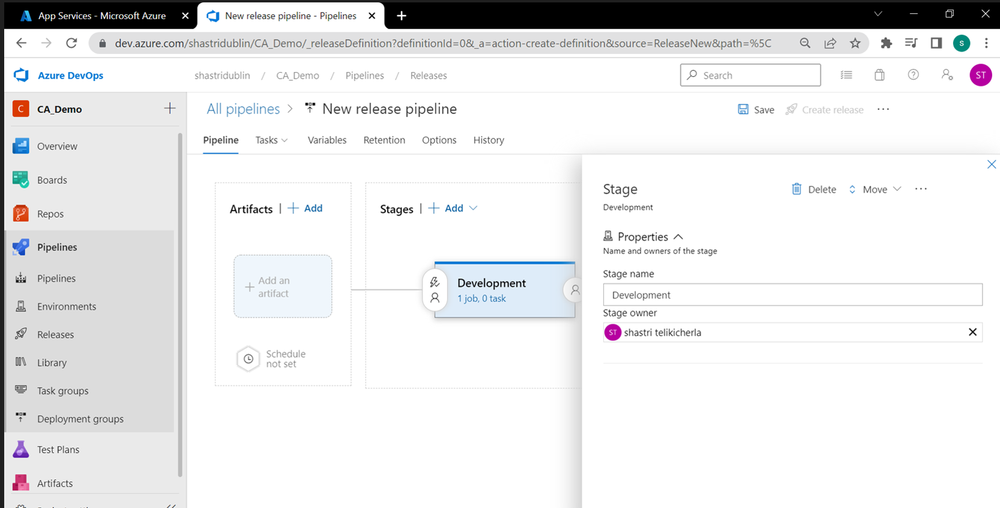 App Services - Microsoft Azure
New release pipeline - Pipelines
dev.azure.com/shastridublin/CA_Demo/_releaseDefinition?definitionId=0&_a=action-create-definition&source=ReleaseNew&path=%5C
s
Azure DevOps
shastridublin / CA_Demo / Pipelines / Releases
Search
ST
C CA_Demo
All pipelines > New release pipeline
Save
Create release
Pipeline
Tasks
Variables
Retention
Options
History
Overview
Boards
Repos
Pipelines
Pipelines
Environments
Releases
Library
Task groups
Deployment groups
Test Plans
Artifacts
Artifacts | + Add
+ Add an
artifact
Schedule
not set
Stages | + Add
Development
1 job, 0 task
Stage
Development
Delete
Move
Properties
Name and owners of the stage
Stage name
Development
Stage owner
ST shastri telikicherla